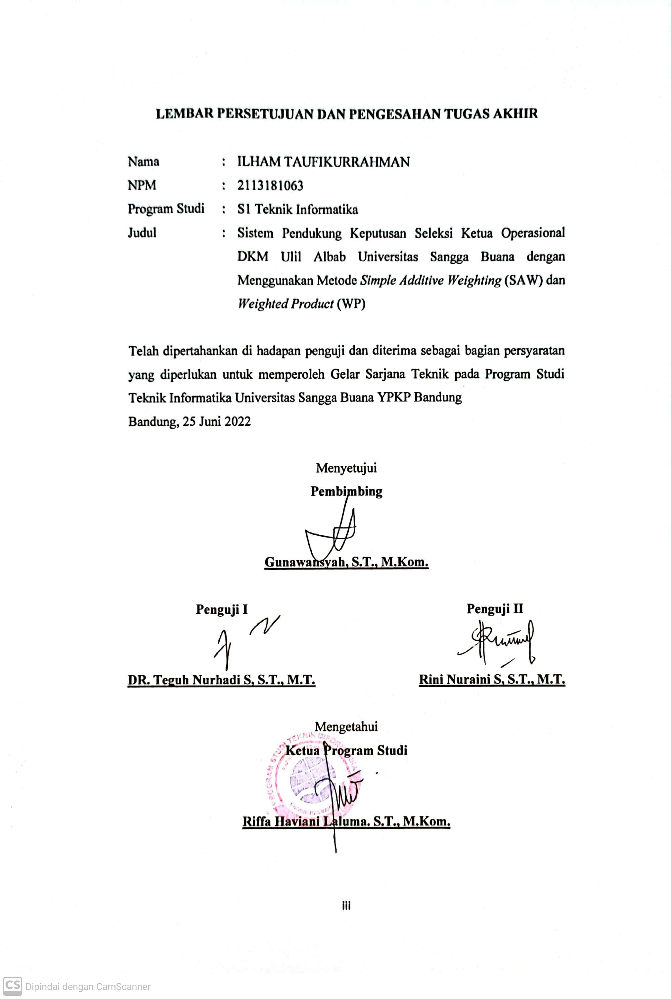 LEMBAR PERSETUJUAN DAN PENGESAHAN TUGAS AKHIR
Nama : ILHAM TAUFIKURRAHMAN
NPM : 2113181063
Program Studi : S1 Teknik Informatika
Judul : Sistem Pendukung Keputusan Seleksi Ketua Operasional
DKM Ulil Albab Universitas Sangga Buana dengan
Menggunakan Metode Simple Additive Weighting (SAW) dan
Weighted Product (WP)
Telah dipertahankan di hadapan penguji dan diterima sebagai bagian persyaratan
yang diperlukan untuk memperoleh Gelar Sarjana Teknik pada Program Studi
Teknik Informatika Universitas Sangga Buana YPKP Bandung
Bandung, 25 Juni 2022
Menyetujui
Pembimbing
Gunawansyah, S.T., M.Kom.
Penguji I Penguji II
DR. Teguh Nurhadi S, S.T., M.T. Rini Nuraini S, S.T., M.T.
Mengetahui
PROGRAM STUDI TEKNIK INFORMATIKA
Ketua Program Studi
Riffa Haviani Laluma. S.T., M.Kom.
iii
CS Dipindai dengan CamScanner